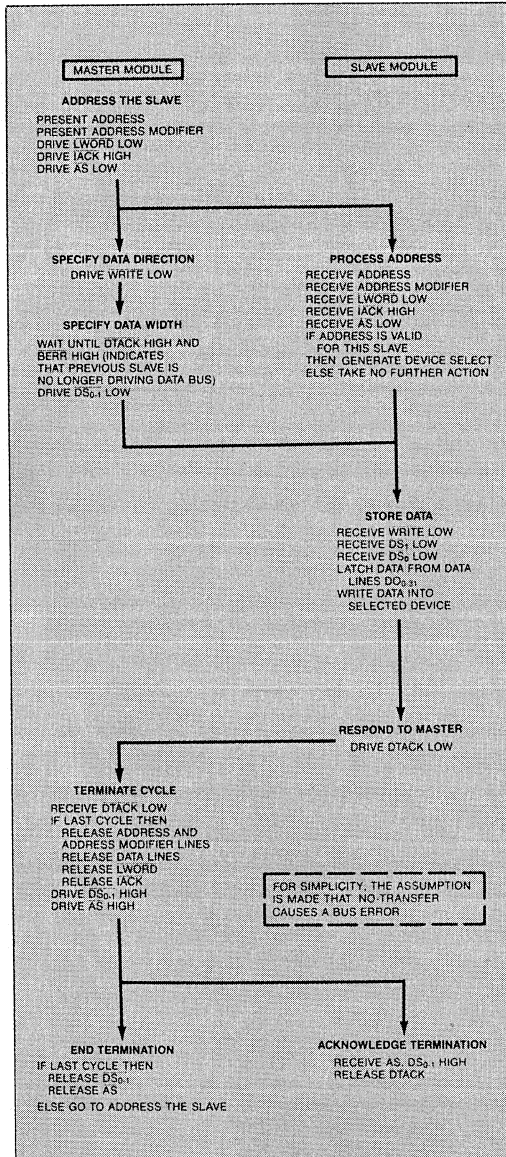 MASTER MODULE
SLAVE MODULE
ADDRESS THE SLAVE
PRESENT ADDRESS
PRESENT ADDRESS MODIFIER
DRIVE LWORD LOW
DRIVE IACK HIGH
DRIVE AS LOW
SPECIFY DATA DIRECTION
DRIVE WRITE LOW
SPECIFY DATA WIDTH
WAIT UNTIL DTACK HIGH AND
BERR HIGH (INDICATES
THAT PREVIOUS SLAVE IS
NO LONGER DRIVING DATA BUS)
DRIVE DS0-1 LOW
PROCESS ADDRESS
RECEIVE ADDRESS
RECEIVE ADDRESS MODIFIER
RECEIVE LWORD LOW
RECEIVE IACK HIGH
RECEIVE AS LOW
IF ADDRESS IS VALID
FOR THIS SLAVE
THEN GENERATE DEVICE SELECT
ELSE TAKE NO FURTHER ACTION
STORE DATA
RECEIVE WRITE LOW
RECEIVE DS1 LOW
RECEIVE DS0 LOW
LATCH DATA FROM DATA
LINES DO0-31
WRITE DATA INTO
SELECTED DEVICE
RESPOND TO MASTER
DRIVE DTACK LOW
TERMINATE CYCLE
RECEIVE DTACK LOW
IF LAST CYCLE THEN
RELEASE ADDRESS AND
ADDRESS MODIFIER LINES
RELEASE DATA LINES
RELEASE LWORD
RELEASE IACK
DRIVE DS0-1 HIGH
DRIVE AS HIGH
FOR SIMPLICITY, THE ASSUMPTION
IS MADE THAT NO-TRANSFER
CAUSES A BUS ERROR
END TERMINATION
IF LAST CYCLE THEN
RELEASE DS0-1
RELEASE AS
ELSE GO TO ADDRESS THE SLAVE
ACKNOWLEDGE TERMINATION
RECEIVE AS, DS0-1 HIGH
RELEASE DTACK